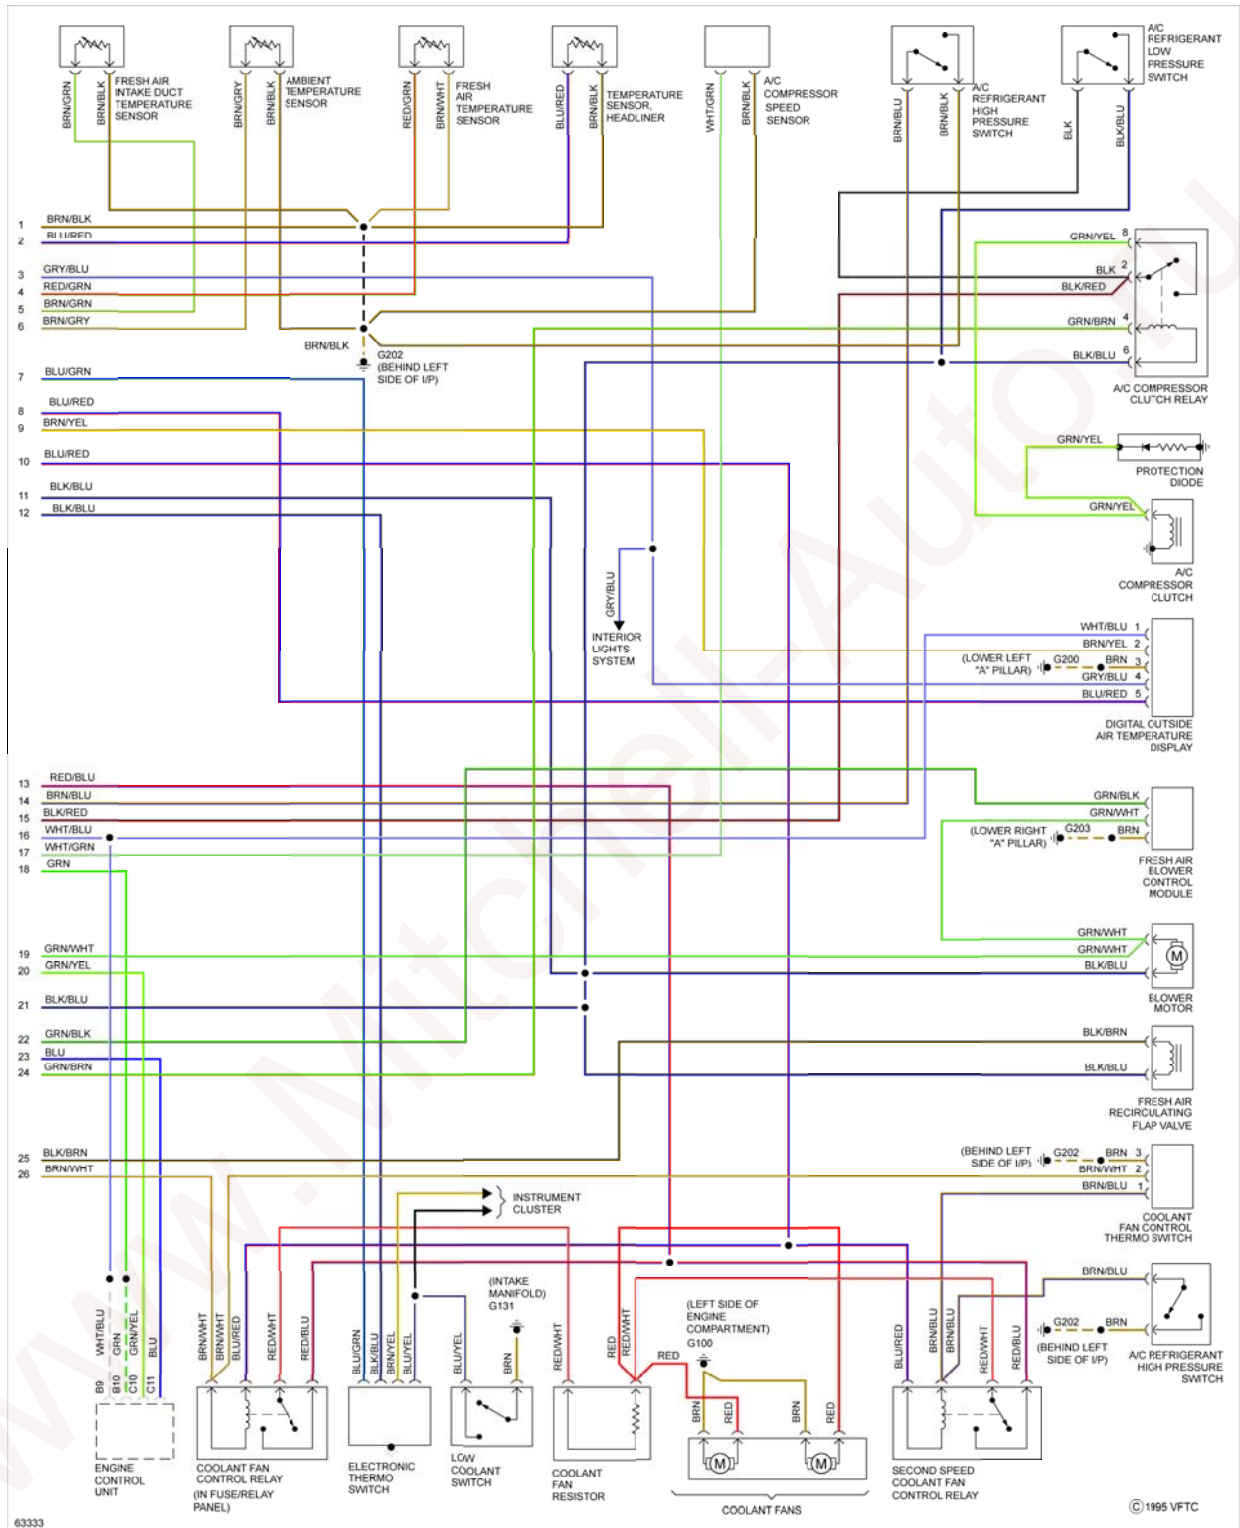 FRESH AIR
INTAKE DUCT
TEMPERATURE
SENSOR
BRN/GRN
BRN/BLK
AMBIENT
TEMPERATURE
SENSOR
BRN/GRY
BRN/BLK
FRESH
AIR
TEMPERATURE
SENSOR
RED/GRN
BRN/WHT
TEMPERATURE
SENSOR,
HEADLINER
BLU/RED
BRN/BLK
A/C
COMPRESSOR
SPEED
SENSOR
WHT/GRN
BRN/BLK
A/C
REFRIGERANT
HIGH
PRESSURE
SWITCH
BRN/BLU
BRN/BLK
A/C
REFRIGERANT
LOW
PRESSURE
SWITCH
BLK
BLK/BLU
1 BRN/BLK
2 BLU/RED
3 GRY/BLU
4 RED/GRN
5 BRN/GRN
6 BRN/GRY
BRN/BLK
G202
(BEHIND LEFT
SIDE OF I/P)
GRN/YEL 8
BLK 2
BLK/RED
GRN/BRN 4
BLK/BLU 6
A/C COMPRESSOR
CLUTCH RELAY
7 BLU/GRN
8 BLU/RED
9 BRN/YEL
10 BLU/RED
11 BLK/BLU
12 BLK/BLU
GRN/YEL
PROTECTION
DIODE
GRN/YEL
A/C
COMPRESSOR
CLUTCH
GRY/BLU
INTERIOR
LIGHTS
SYSTEM
WHT/BLU 1
BRN/YEL 2
(LOWER LEFT
"A" PILLAR)
G200 BRN 3
GRY/BLU 4
BLU/RED 5
DIGITAL OUTSIDE
AIR TEMPERATURE
DISPLAY
13 RED/BLU
14 BRN/BLU
15 BLK/RED
16 WHT/BLU
17 WHT/GRN
18 GRN
GRN/BLK
GRN/WHT
(LOWER RIGHT
"A" PILLAR)
G203 BRN
FRESH AIR
BLOWER
CONTROL
MODULE
19 GRN/WHT
20 GRN/YEL
21 BLK/BLU
22 GRN/BLK
23 BLU
24 GRN/BRN
GRN/WHT
GRN/WHT
BLK/BLU
M
BLOWER
MOTOR
BLK/BRN
BLK/BLU
FRESH AIR
RECIRCULATING
FLAP VALVE
25 BLK/BRN
26 BRN/WHT
(BEHIND LEFT
SIDE OF I/P)
G202 BRN 3
BRN/WHT 2
BRN/BLU 1
COOLANT
FAN CONTROL
THERMO SWITCH
INSTRUMENT
CLUSTER
(INTAKE
MANIFOLD)
G131
(LEFT SIDE OF
ENGINE
COMPARTMENT)
G100
BRN/BLU
G202 BRN
(BEHIND LEFT
SIDE OF I/P)
A/C REFRIGERANT
HIGH PRESSURE
SWITCH
WHT/BLU
GRN
GRN/YEL
BLU
B9
B10
C10
C11
ENGINE
CONTROL
UNIT
BRN/WHT
BRN/WHT
BLU/RED
RED/WHT
RED/BLU
COOLANT FAN
CONTROL RELAY
(IN FUSE/RELAY
PANEL)
BLU/GRN
BLK/BLU
BRN/YEL
BLU/YEL
ELECTRONIC
THERMO
SWITCH
BLU/YEL
BRN
LOW
COOLANT
SWITCH
RED/WHT
RED
RED/WHT
RED
COOLANT
FAN
RESISTOR
BRN
RED
BRN
RED
M
M
COOLANT FANS
BLU/RED
BRN/BLU
BRN/BLU
RED/WHT
RED/BLU
SECOND SPEED
COOLANT FAN
CONTROL RELAY
© 1995 VFTC
63333
www.Mitchell-Auto.ru